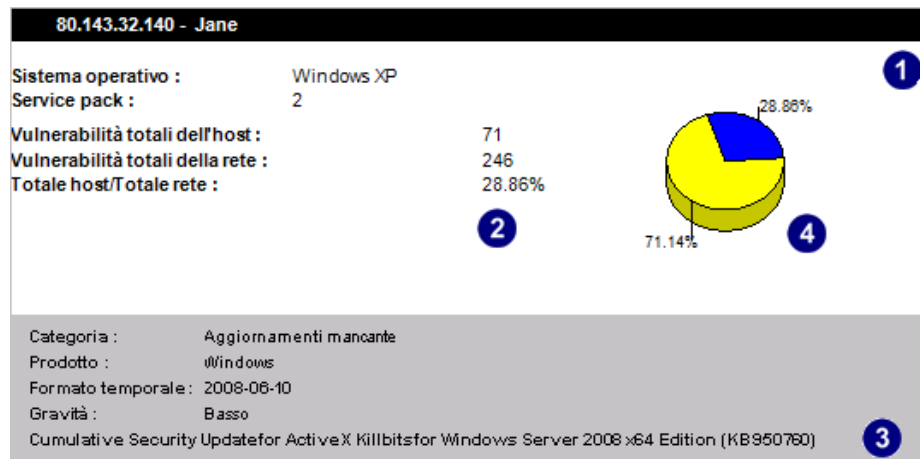 80.143.32.140 - Jane
1
Sistema operativo : Windows XP
Service pack : 2
28.86%
Vulnerabilità totali dell'host : 71
Vulnerabilità totali della rete : 246
Totale host/Totale rete : 28.86%
2
4
71.14%
Categoria : Aggiornamenti mancante
Prodotto : Windows
Formato temporale : 2008-06-10
Gravità : Basso
Cumulative Security Updatefor ActiveX Killbitsfor Windows Server 2008 x64 Edition (KB950760)
3